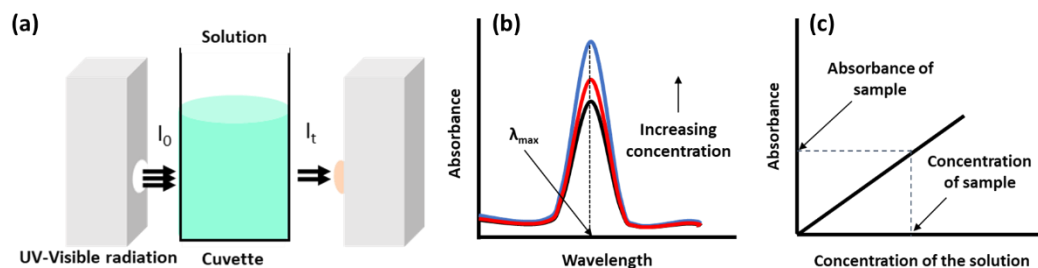 (a)
Solution
I0
It
UV-Visible radiation
Cuvette
(b)
Absorbance
λmax
Increasing
concentration
Wavelength
(c)
Absorbance of
sample
Concentration
of sample
Absorbance
Concentration of the solution